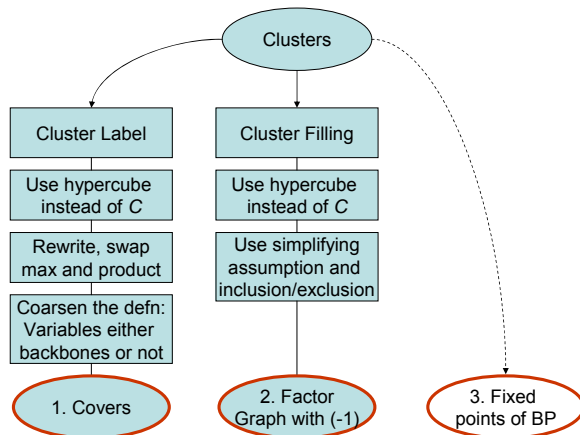 Clusters
Cluster Label
Use hypercube
instead of C
Rewrite, swap
max and product
Coarsen the defn:
Variables either
backbones or not
1. Covers
Cluster Filling
Use hypercube
instead of C
Use simplifying
assumption and
inclusion/exclusion
2. Factor
Graph with (-1)
3. Fixed
points of BP